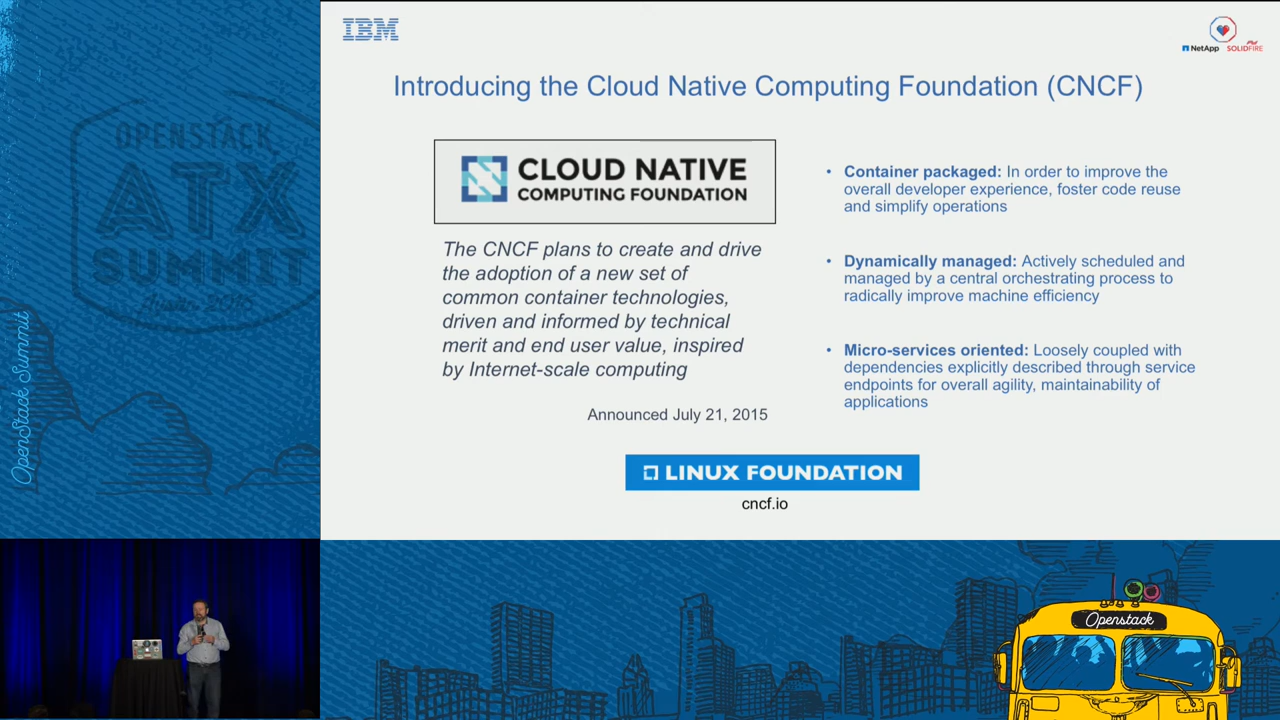 OPENSTACK
ATX
SUMMIT
OpenStack Summit
IBM
NetApp SOLIDFIRE
Introducing the Cloud Native Computing Foundation (CNCF)
CLOUD NATIVE
COMPUTING FOUNDATION
The CNCF plans to create and drive
the adoption of a new set of
common container technologies,
driven and informed by technical
merit and end user value, inspired
by Internet-scale computing
Announced July 21, 2015
• Container packaged: In order to improve the
overall developer experience, foster code reuse
and simplify operations
• Dynamically managed: Actively scheduled and
managed by a central orchestrating process to
radically improve machine efficiency
• Micro-services oriented: Loosely coupled with
dependencies explicitly described through service
endpoints for overall agility, maintainability of
applications
LINUX FOUNDATION
cncf.io
Openstack